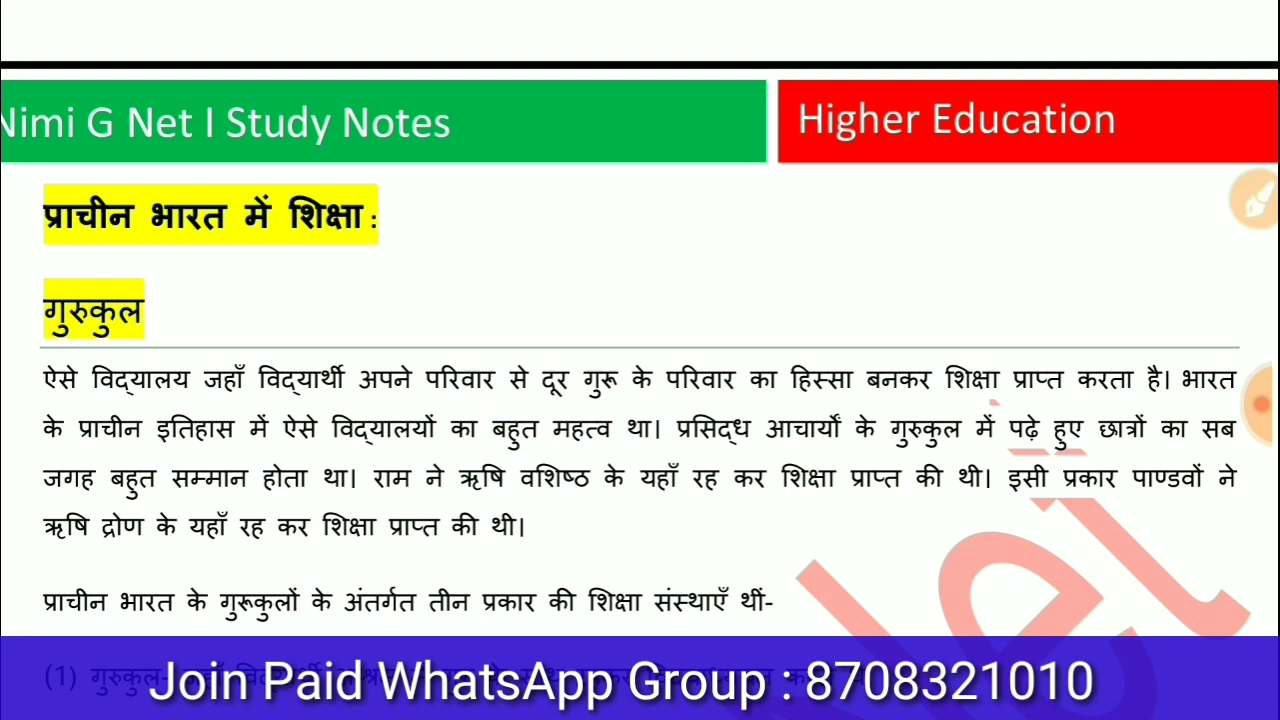 Nimi G Net I Study Notes
Higher Education
प्राचीन भारत में शिक्षा :
गुरुकुल
ऐसे विद्यालय जहाँ विद्यार्थी अपने परिवार से दूर गुरू के परिवार का हिस्सा बनकर शिक्षा प्राप्त करता है। भारत
के प्राचीन इतिहास में ऐसे विद्यालयों का बहुत महत्व था। प्रसिद्ध आचार्यों के गुरुकुल में पढ़े हुए छात्रों का सब
जगह बहुत सम्मान होता था। राम ने ऋषि वशिष्ठ के यहाँ रह कर शिक्षा प्राप्त की थी। इसी प्रकार पाण्डवों ने
ऋषि द्रोण के यहाँ रह कर शिक्षा प्राप्त की थी।
प्राचीन भारत के गुरूकुलों के अंतर्गत तीन प्रकार की शिक्षा संस्थाएँ थीं-
(1) गुरुकुल-
Join Paid WhatsApp Group : 8708321010